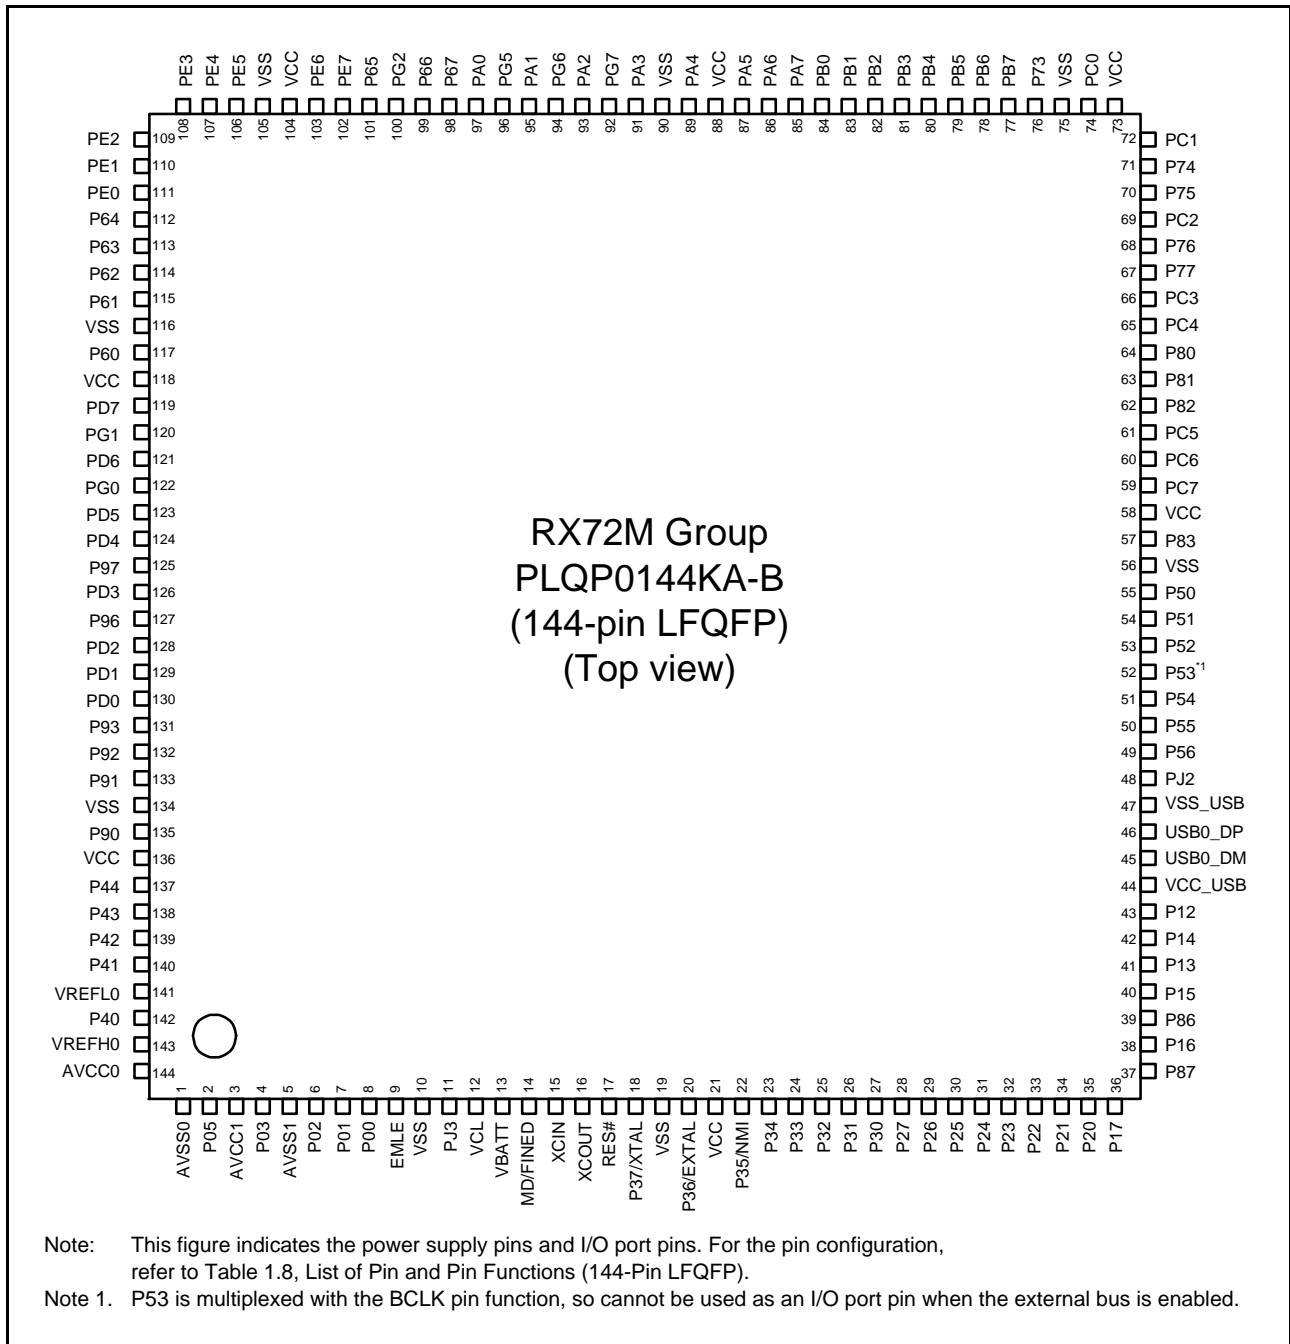 PE3 PE4 PE5 VSS VCC PE6 PE7 P65 PG2 P66 P67 PA0 PG5 PA1 PG6 PA2 PG7 PA3 VSS PA4 VCC PA5 PA6 PA7 PB0 PB1 PB2 PB3 PB4 PB5 PB6 PB7 P73 VSS PC0 VCC
108 107 106 105 104 103 102 101 100 99 98 97 96 95 94 93 92 91 90 89 88 87 86 85 84 83 82 81 80 79 78 77 76 75 74 73
PE2 109 72 PC1
PE1 110 71 P74
PE0 111 70 P75
P64 112 69 PC2
P63 113 68 P76
P62 114 67 P77
P61 115 66 PC3
VSS 116 65 PC4
P60 117 64 P80
VCC 118 63 P81
PD7 119 62 P82
PG1 120 61 PC5
PD6 121 60 PC6
PG0 122 59 PC7
PD5 123 58 VCC
PD4 124 57 P83
P97 125 56 VSS
PD3 126 55 P50
P96 127 54 P51
PD2 128 53 P52
PD1 129 52 P53*1
PD0 130 51 P54
P93 131 50 P55
P92 132 49 P56
P91 133 48 PJ2
VSS 134 47 VSS_USB
P90 135 46 USB0_DP
VCC 136 45 USB0_DM
P44 137 44 VCC_USB
P43 138 43 P12
P42 139 42 P14
P41 140 41 P13
VREFL0 141 40 P15
P40 142 39 P86
VREFH0 143 38 P16
AVCC0 144 37 P87
RX72M Group
PLQP0144KA-B
(144-pin LFQFP)
(Top view)
1 2 3 4 5 6 7 8 9 10 11 12 13 14 15 16 17 18 19 20 21 22 23 24 25 26 27 28 29 30 31 32 33 34 35 36
AVSS0 P05 AVCC1 P03 AVSS1 P02 P01 P00 EMLE VSS PJ3 VCL VBATT MD/FINED XCIN XCOUT RES# P37/XTAL VSS P36/EXTAL VCC P35/NMI P34 P33 P32 P31 P30 P27 P26 P25 P24 P23 P22 P21 P20 P17
Note: This figure indicates the power supply pins and I/O port pins. For the pin configuration,
refer to Table 1.8, List of Pin and Pin Functions (144-Pin LFQFP).
Note 1. P53 is multiplexed with the BCLK pin function, so cannot be used as an I/O port pin when the external bus is enabled.